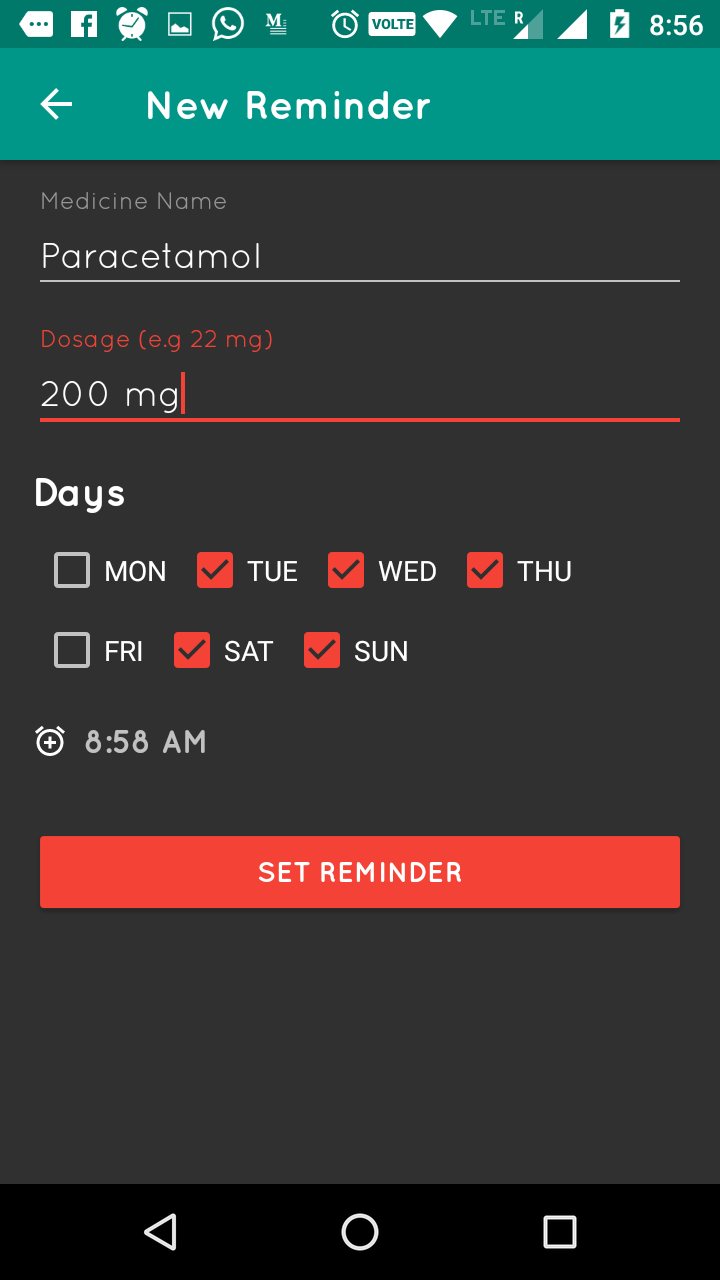 VOLTE LTE R 8:56
New Reminder
Medicine Name
Paracetamol
Dosage (e.g 22 mg)
200 mg
Days
MON TUE WED THU
FRI SAT SUN
8:58 AM
SET REMINDER